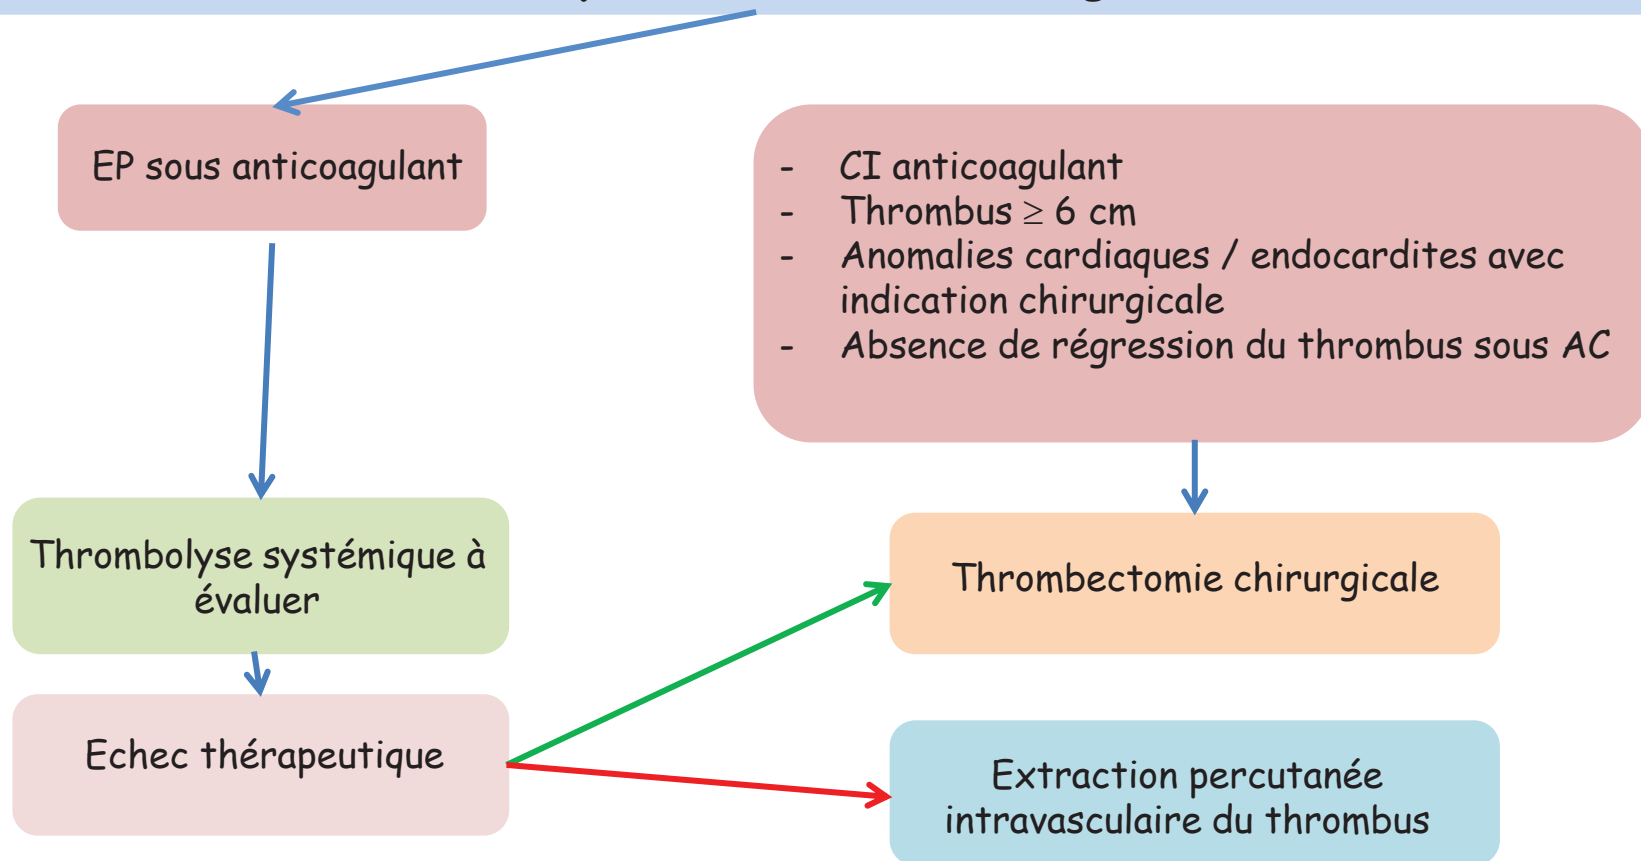 EP sous anticoagulant
- CI anticoagulant
- Thrombus ≥ 6 cm
- Anomalies cardiaques / endocardites avec
indication chirurgicale
- Absence de régression du thrombus sous AC
Thrombolyse systémique à
évaluer
Thrombectomie chirurgicale
Echec thérapeutique
Extraction percutanée
intravasculaire du thrombus